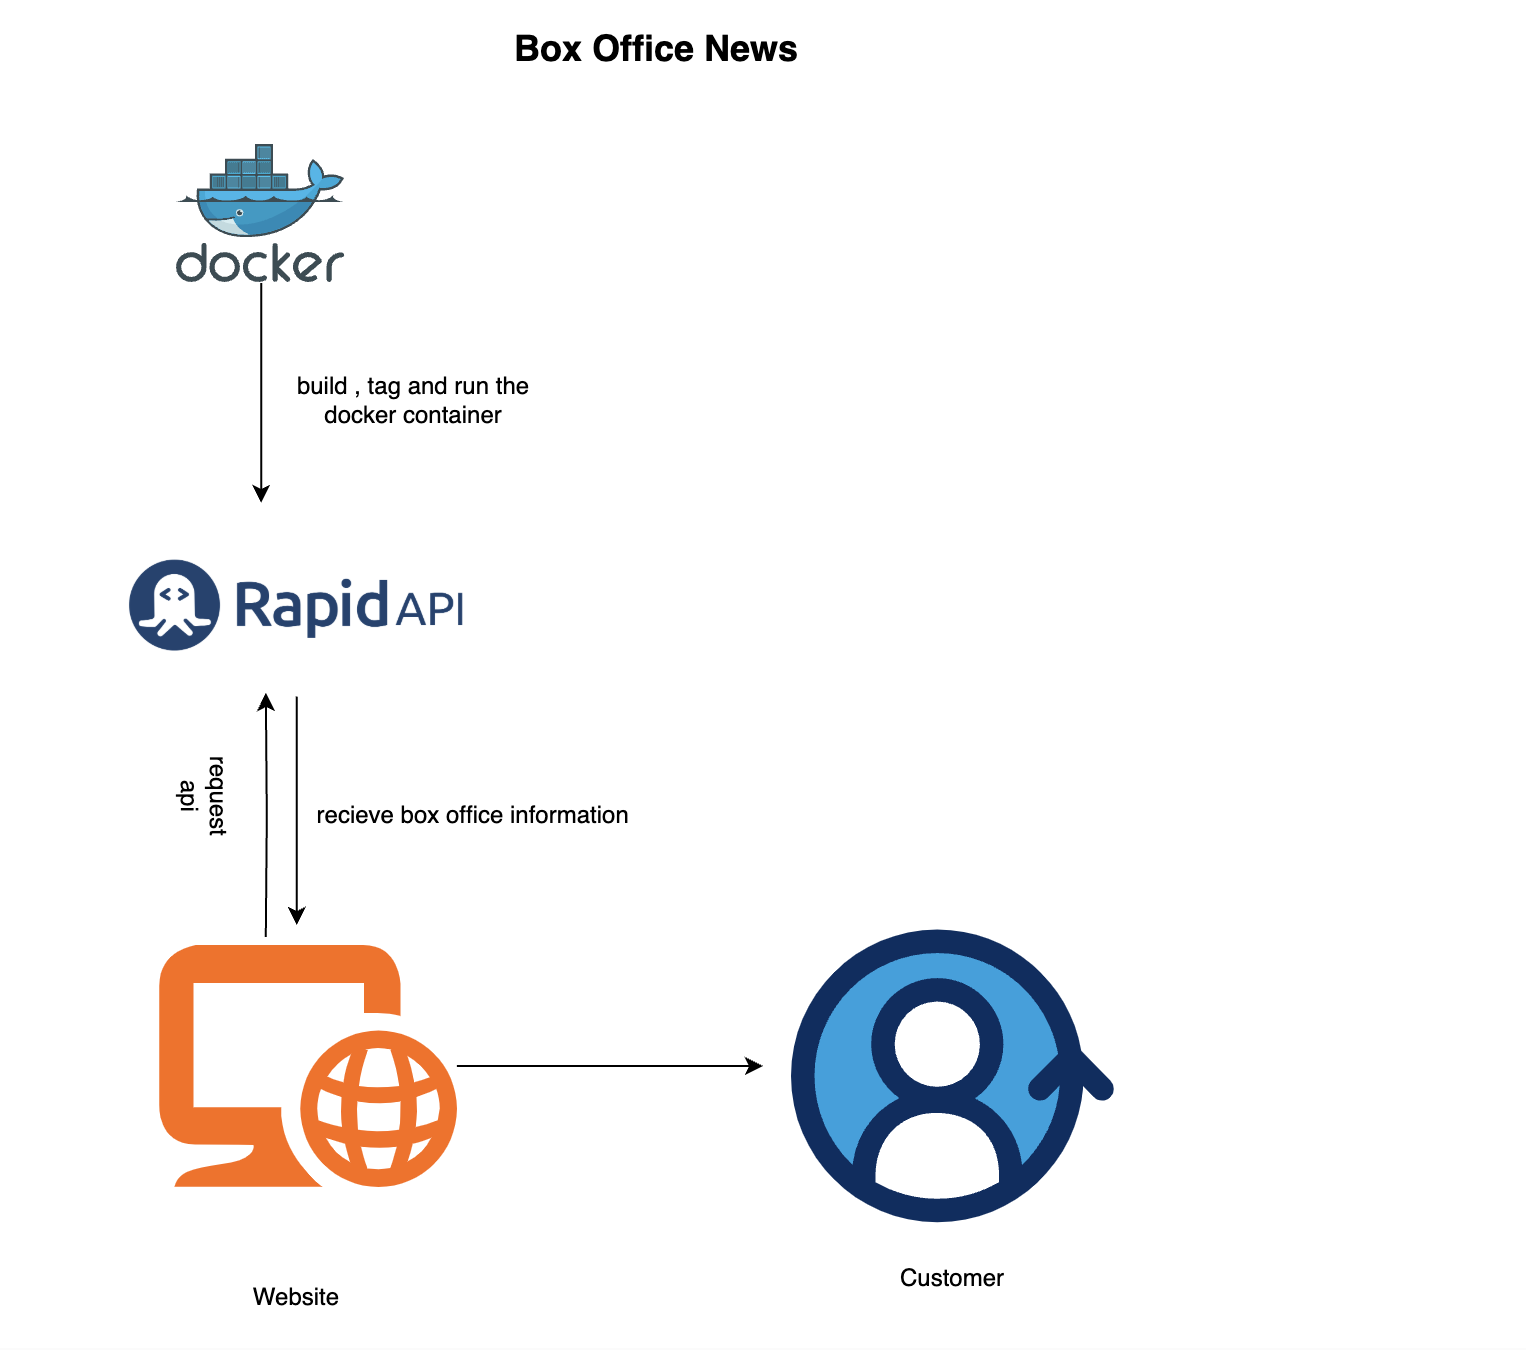 Box Office News
docker
build , tag and run the
docker container
Rapid API
request
api
recieve box office information
Website
Customer